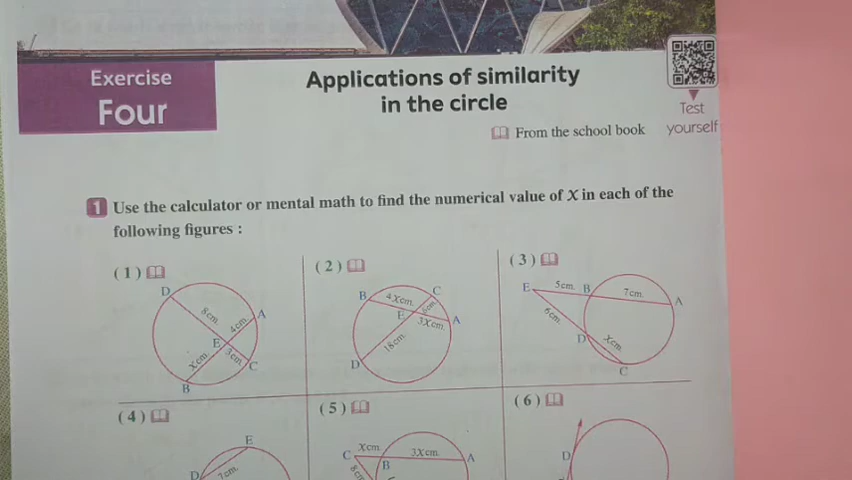 Exercise
Four
Applications of similarity
in the circle
From the school book
Test
yourself
1 Use the calculator or mental math to find the numerical value of X in each of the
following figures :
(1)
D
8cm.
4cm.
A
E
Xcm.
3cm.
C
B
(2)
B
4Xcm.
C
6cm.
E
3Xcm.
A
18cm.
D
(3)
E
5cm.
B
7cm.
A
6cm.
D
Xcm.
C
(4)
E
D
7cm.
(5)
C
Xcm.
3Xcm.
A
B
8cm.
(6)
D